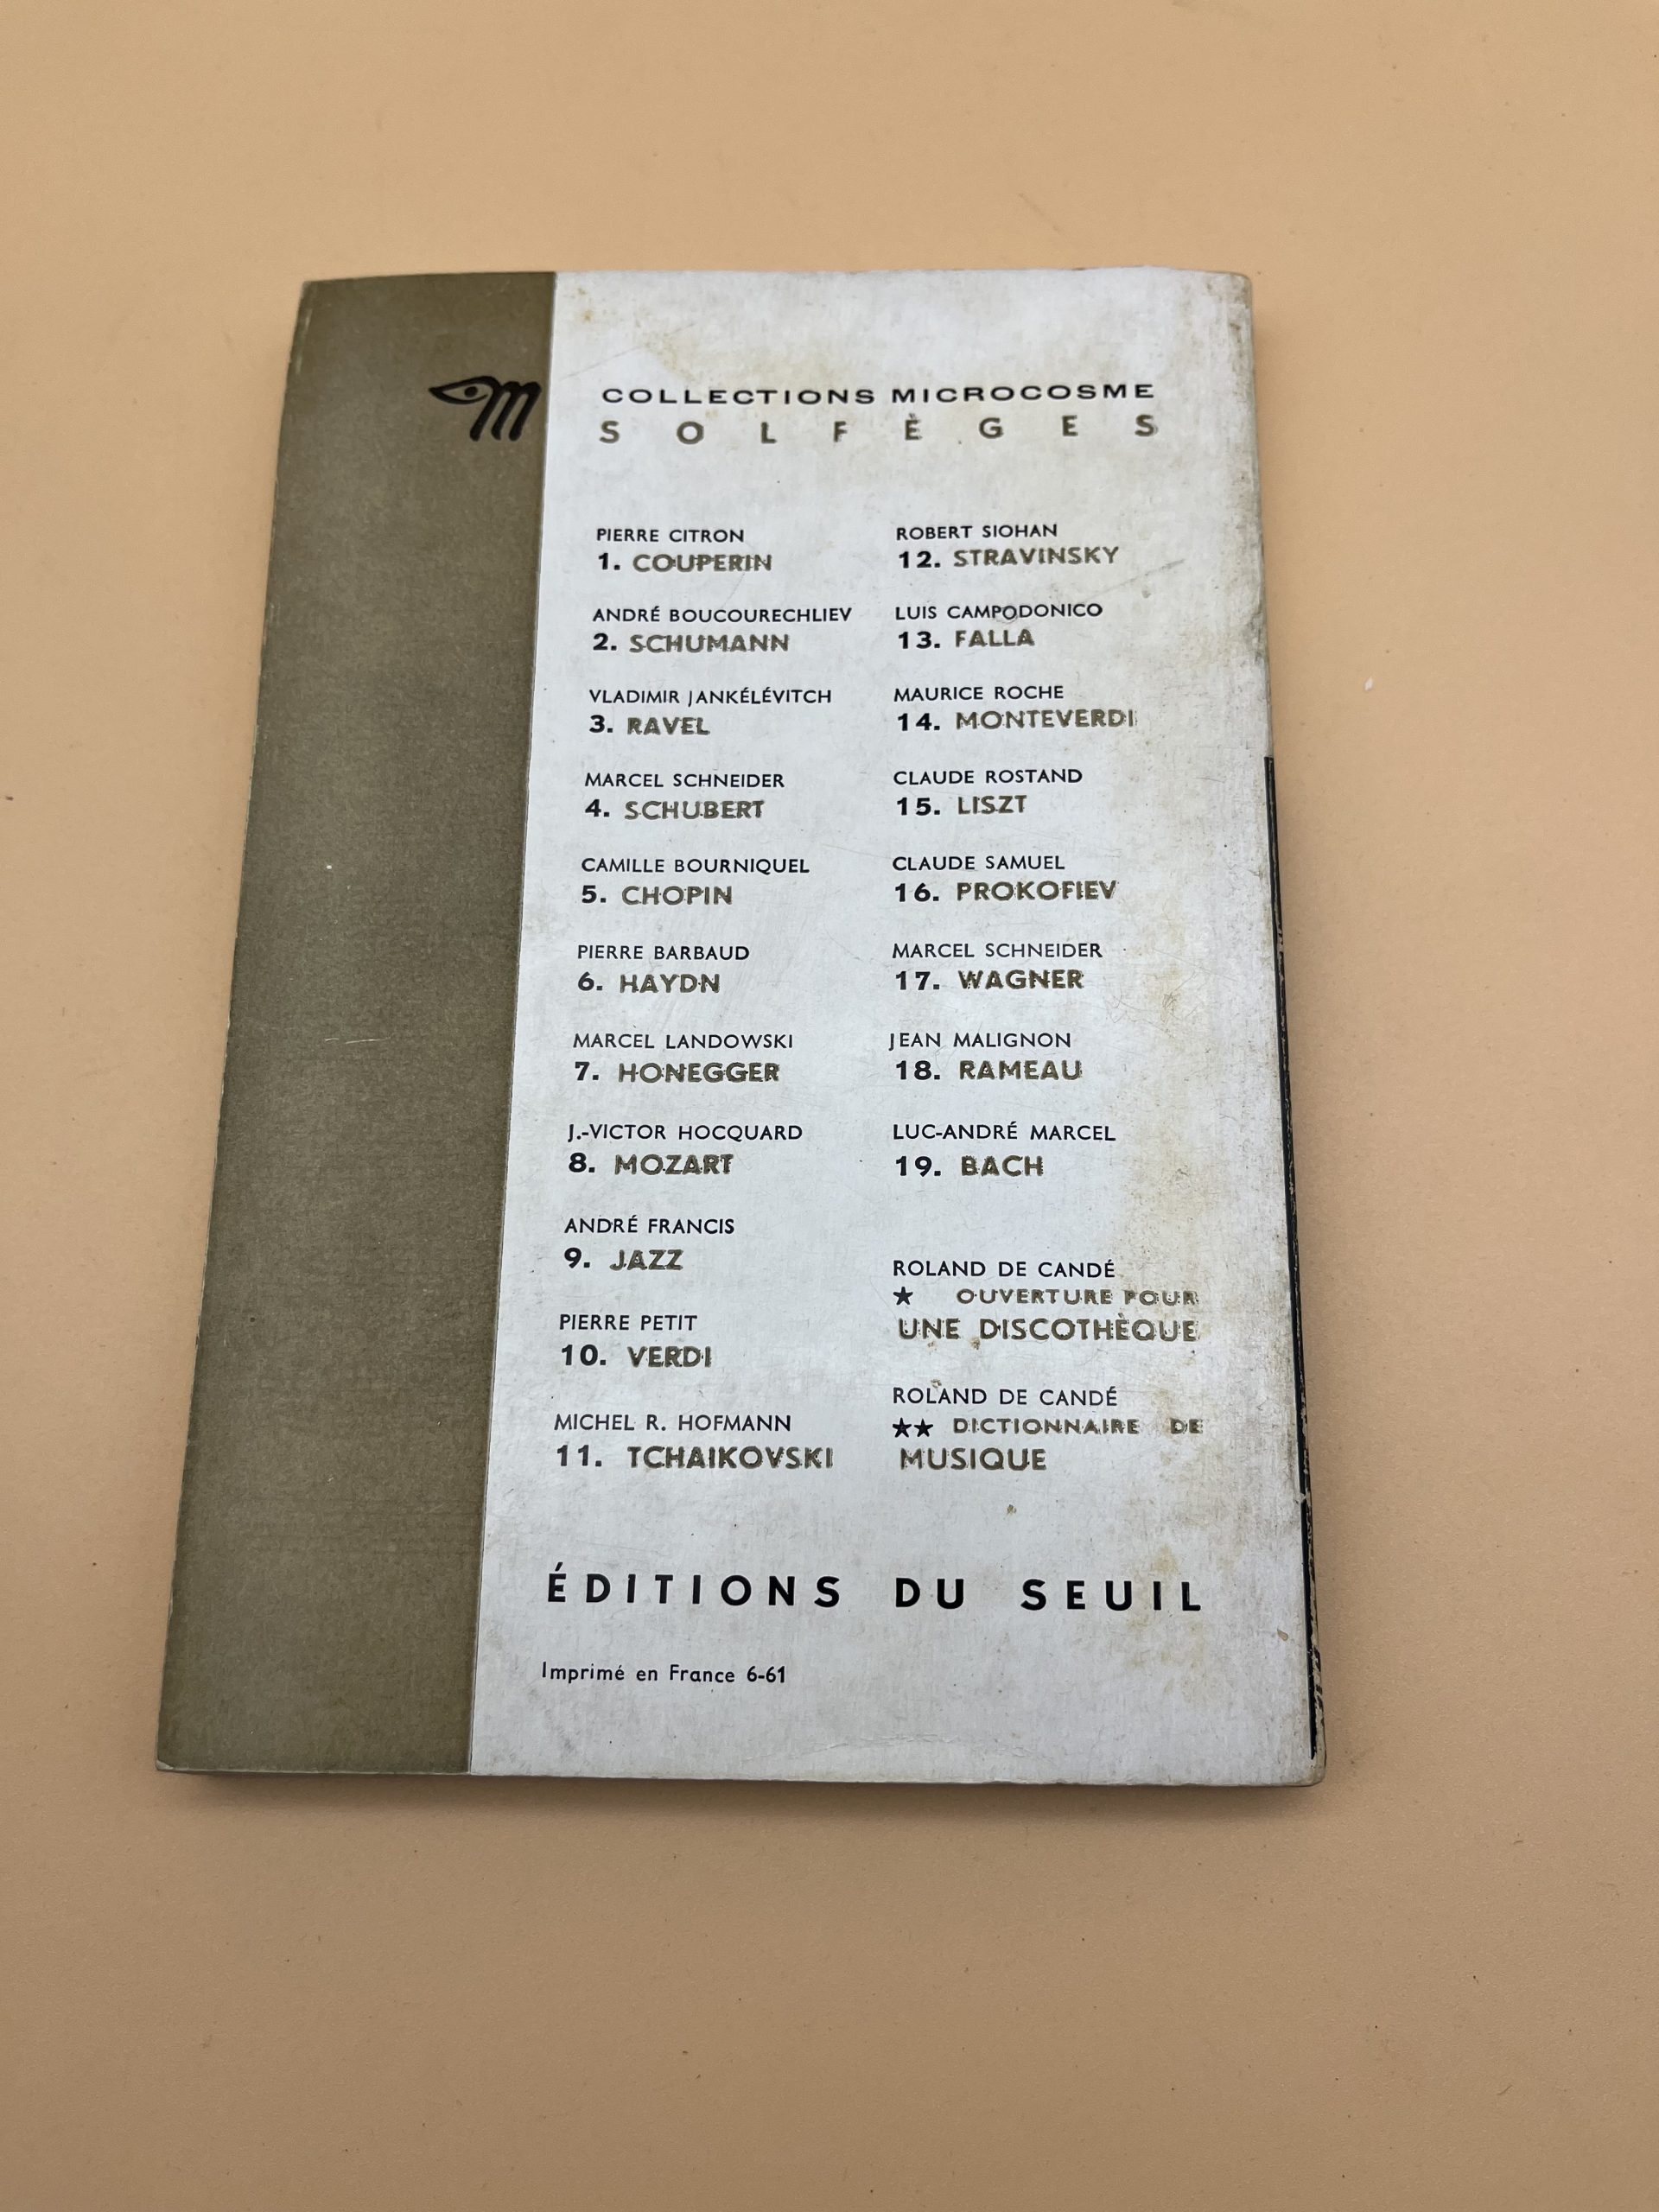 m
COLLECTIONS MICROCOSME
SOLFÈGES
PIERRE CITRON
1. COUPERIN
ANDRÉ BOUCOURECHLIEV
2. SCHUMANN
VLADIMIR JANKÉLÉVITCH
3. RAVEL
MARCEL SCHNEIDER
4. SCHUBERT
CAMILLE BOURNIQUEL
5. CHOPIN
PIERRE BARBAUD
6. HAYDN
MARCEL LANDOWSKI
7. HONEGGER
J.-VICTOR HOCQUARD
8. MOZART
ANDRÉ FRANCIS
9. JAZZ
PIERRE PETIT
10. VERDI
MICHEL R. HOFMANN
11. TCHAIKOVSKI
ROBERT SIOHAN
12. STRAVINSKY
LUIS CAMPODONICO
13. FALLA
MAURICE ROCHE
14. MONTEVERDI
CLAUDE ROSTAND
15. LISZT
CLAUDE SAMUEL
16. PROKOFIEV
MARCEL SCHNEIDER
17. WAGNER
JEAN MALIGNON
18. RAMEAU
LUC-ANDRÉ MARCEL
19. BACH
ROLAND DE CANDÉ
★ OUVERTURE POUR
UNE DISCOTHÈQUE
ROLAND DE CANDÉ
★★ DICTIONNAIRE DE
MUSIQUE
ÉDITIONS DU SEUIL
Imprimé en France 6-61